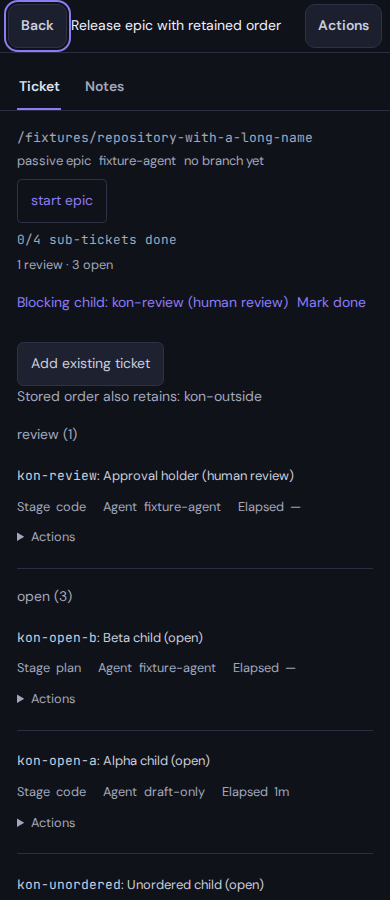 Back Release epic with retained order Actions
Ticket Notes
/fixtures/repository-with-a-long-name
passive epic fixture-agent no branch yet
start epic
0/4 sub-tickets done
1 review · 3 open
Blocking child: kon-review (human review) Mark done
Add existing ticket
Stored order also retains: kon-outside
review (1)
kon-review: Approval holder (human review)
Stage code Agent fixture-agent Elapsed —
▶ Actions
open (3)
kon-open-b: Beta child (open)
Stage plan Agent fixture-agent Elapsed —
▶ Actions
kon-open-a: Alpha child (open)
Stage code Agent draft-only Elapsed 1m
▶ Actions
kon-unordered: Unordered child (open)